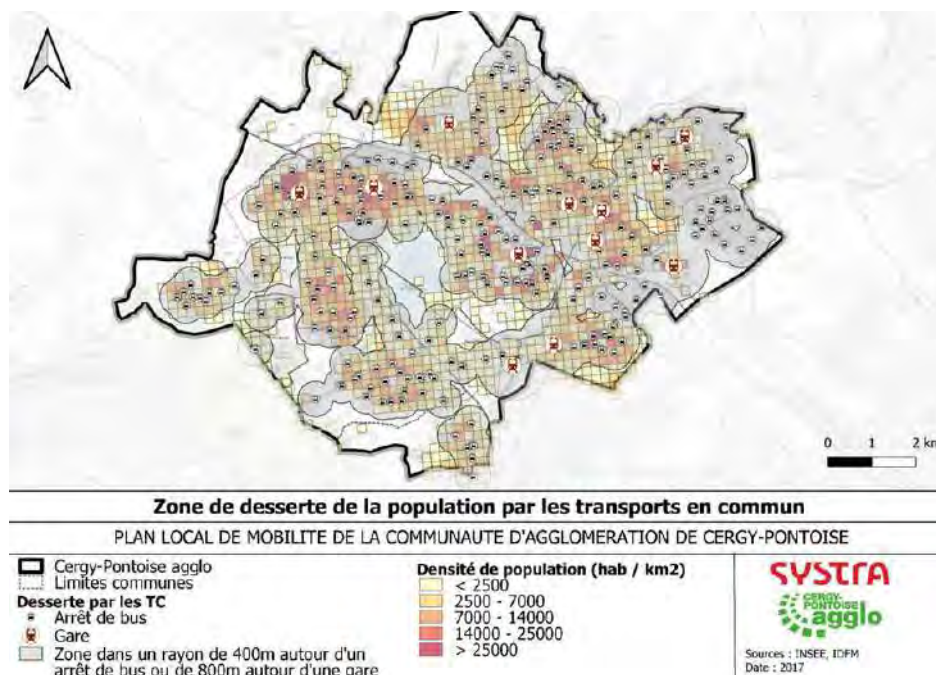 0 1 2 km
Zone de desserte de la population par les transports en commun
PLAN LOCAL DE MOBILITE DE LA COMMUNAUTE D'AGGLOMERATION DE CERGY-PONTOISE
Cergy-Pontoise agglo
Limites communes
Desserte par les TC
Arrêt de bus
Gare
Zone dans un rayon de 400m autour d'un
arrêt de bus ou de 800m autour d'une gare
Densité de population (hab / km2)
< 2500
2500 - 7000
7000 - 14000
14000 - 25000
> 25000
SYSTRA
CERGY-
PONTOISE
agglo
Sources : INSEE, IDFM
Date : 2017